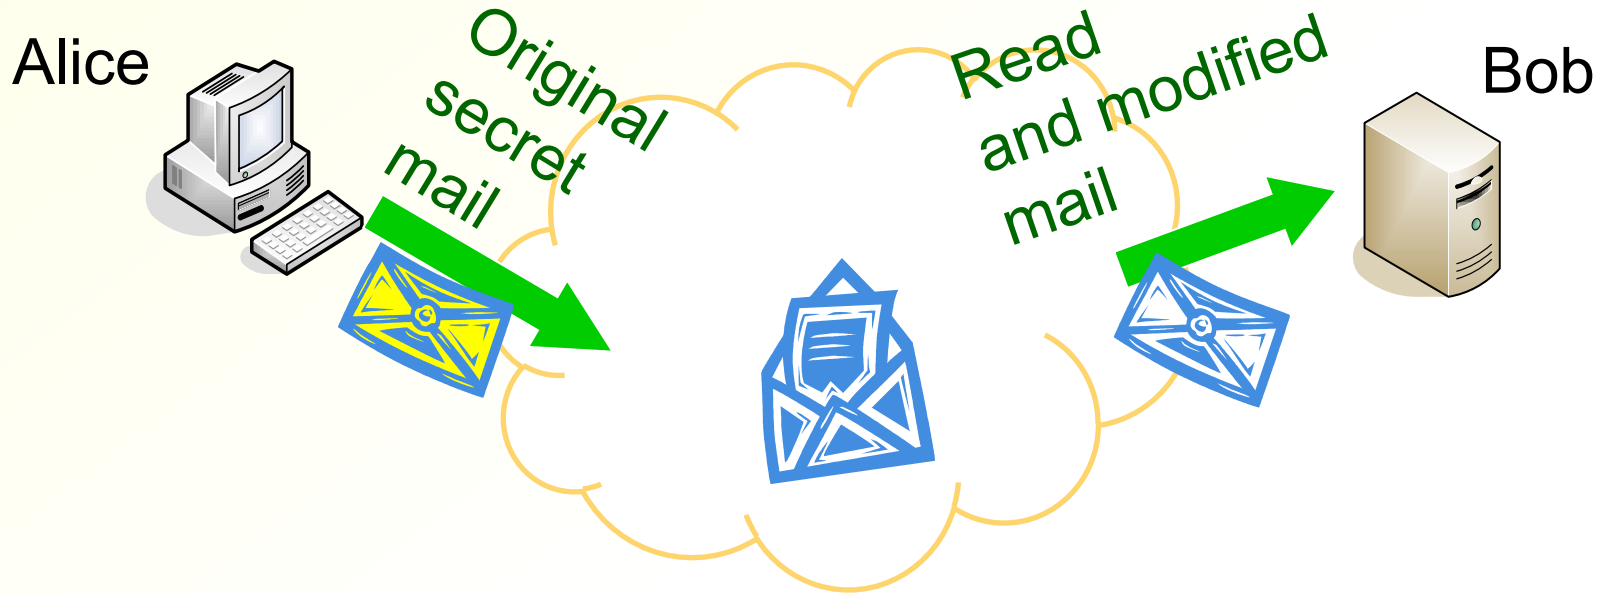 Alice
Original
secret
mail
Read
and modified
mail
Bob